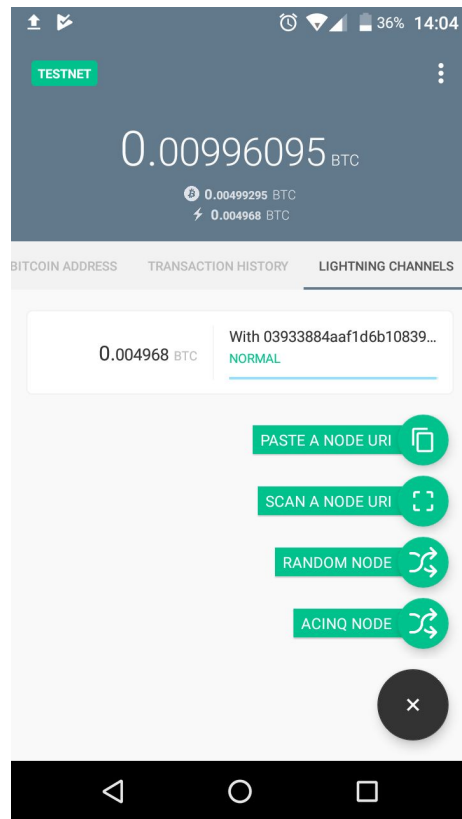 36% 14:04
TESTNET
0.00996095 BTC
0.00499295 BTC
0.004968 BTC
BITCOIN ADDRESS TRANSACTION HISTORY LIGHTNING CHANNELS
With 03933884aaf1d6b10839...
0.004968 BTC
NORMAL
PASTE A NODE URI
SCAN A NODE URI
RANDOM NODE
ACINQ NODE